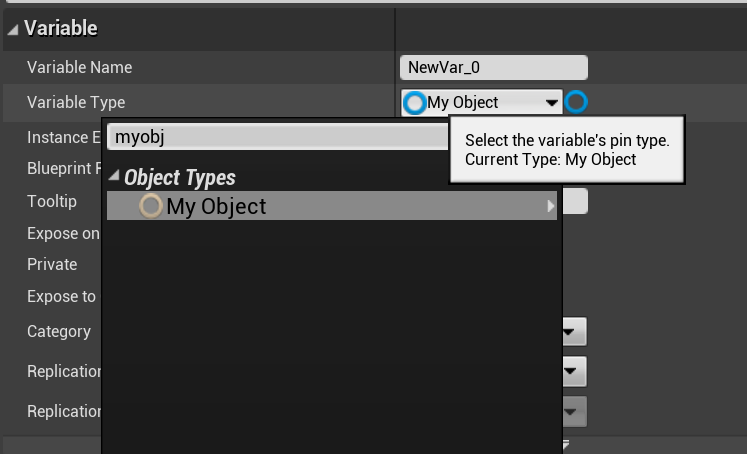 Variable
Variable Name
NewVar_0
Variable Type
My Object
Instance E
myobj
Select the variable's pin type.
Current Type: My Object
Blueprint R
Object Types
Tooltip
My Object
Expose on
Private
Expose to
Category
Replication
Replication